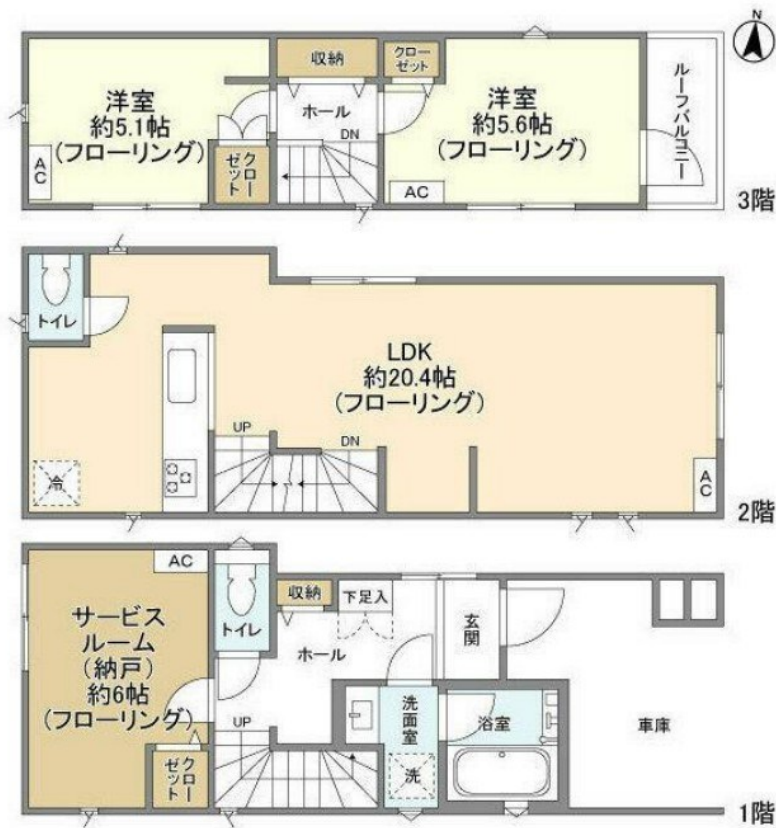 N
収納
クロー
ゼット
洋室
約5.1帖
(フローリング)
ホール
DN
洋室
約5.6帖
(フローリング)
ルーフバルコニー
AC
クロー
ゼット
AC
3階
トイレ
LDK
約20.4帖
(フローリング)
UP
DN
冷
AC
2階
AC
サービス
ルーム
(納戸)
約6帖
(フローリング)
トイレ
収納
下足入
玄関
ホール
UP
洗面室
浴室
車庫
クロー
ゼット
洗
1階